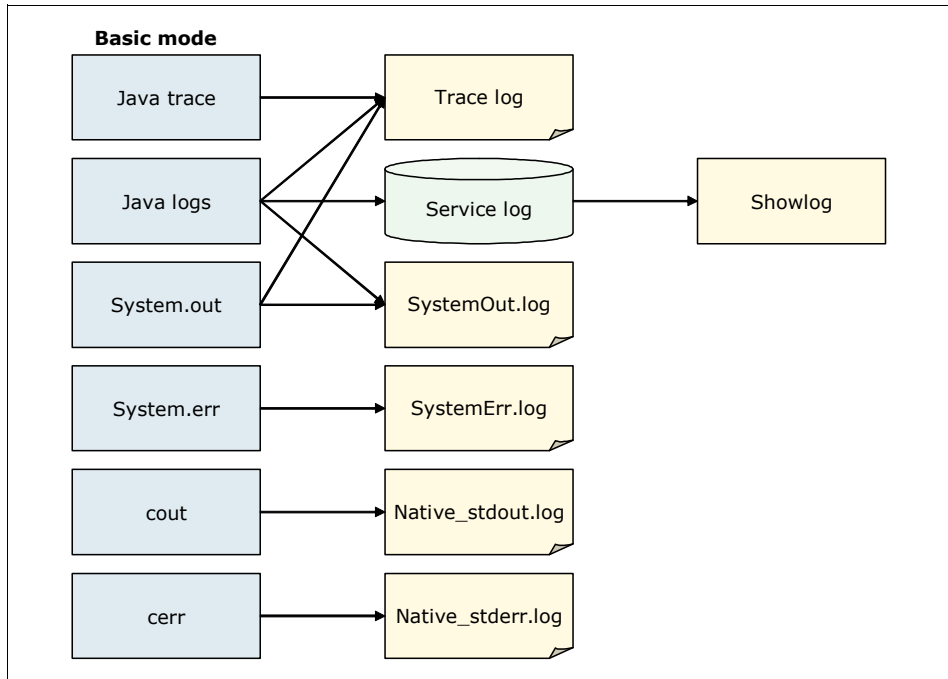 Basic mode
Java trace
Trace log
Java logs
Service log
Showlog
System.out
SystemOut.log
System.err
SystemErr.log
cout
Native_stdout.log
cerr
Native_stderr.log